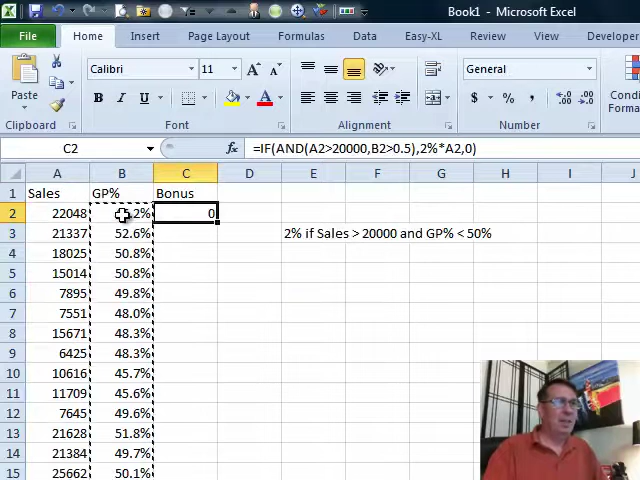 Book1 - Microsoft Excel
File Home Insert Page Layout Formulas Data Easy-XL Review View Developer
Paste Calibri 11 A A General
B I U A $ % ,
Clipboard Font Alignment Number
C2 fx =IF(AND(A2>20000,B2>0.5),2%*A2,0)
A B C D E F G H I J
1 Sales GP% Bonus
2 22048 .2% 0
3 21337 52.6% 2% if Sales > 20000 and GP% < 50%
4 18025 50.8%
5 15014 50.8%
6 7895 49.8%
7 7551 48.0%
8 15671 48.3%
9 6425 48.3%
10 10616 45.7%
11 11709 45.6%
12 7645 49.6%
13 21628 51.8%
14 21384 49.7%
15 25662 50.1%